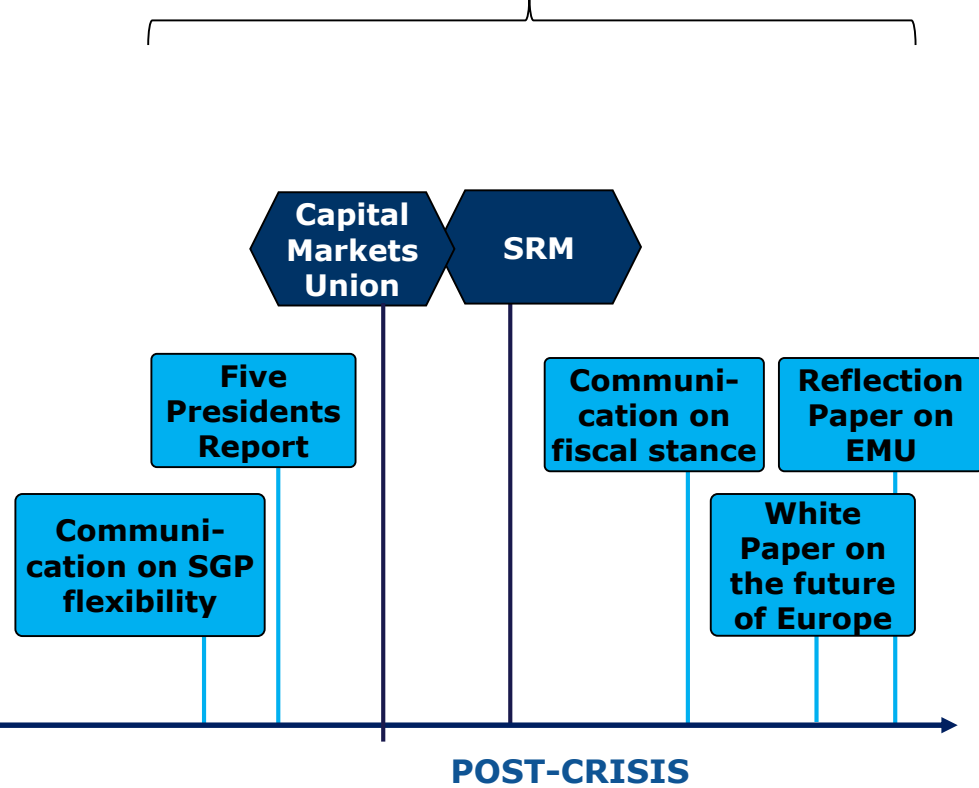 Capital
Markets
Union
SRM
Five
Presidents
Report
Communi-
cation on
fiscal stance
Reflection
Paper on
EMU
Communi-
cation on SGP
flexibility
White
Paper on
the future
of Europe
POST-CRISIS